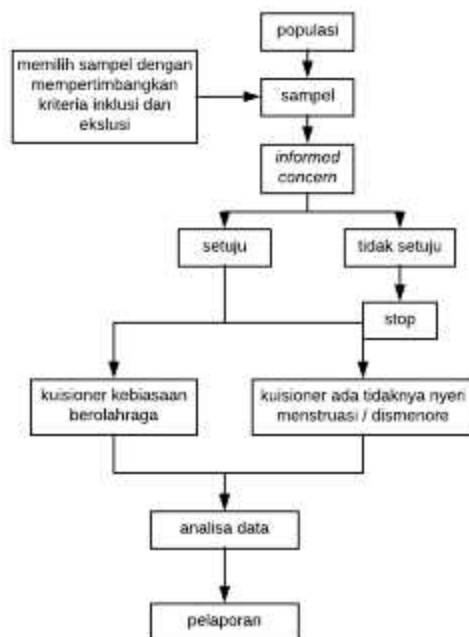 populasi
memilih sampel dengan
mempertimbangkan
kriteria inklusi dan
ekslusi
sampel
informed
concern
setuju
tidak setuju
stop
kuisioner kebiasaan
berolahraga
kuisioner ada tidaknya nyeri
menstruasi / dismenore
analisa data
pelaporan